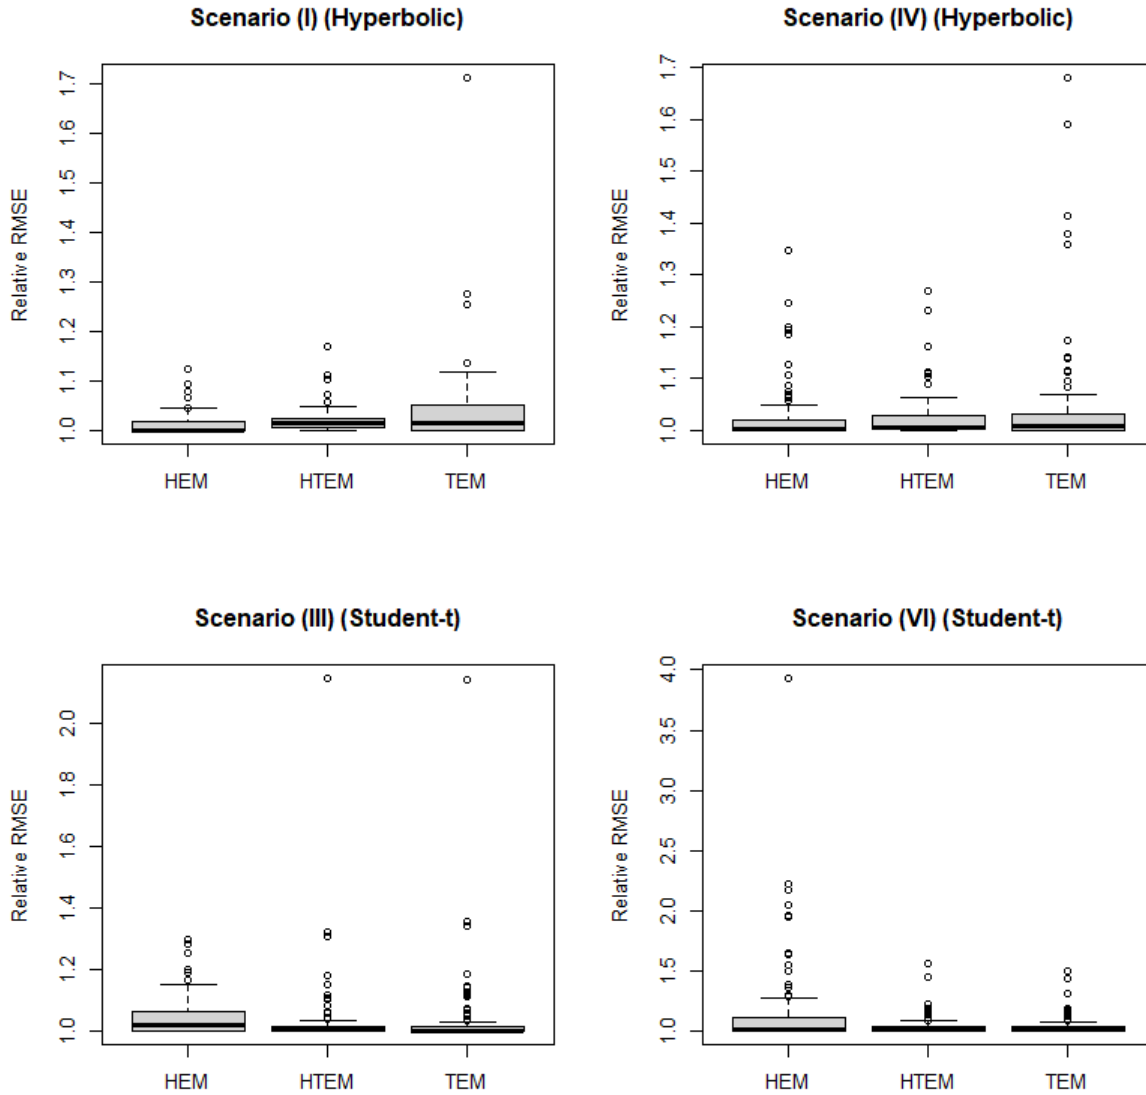 Scenario (I) (Hyperbolic)
Relative RMSE
1.7
1.6
1.5
1.4
1.3
1.2
1.1
1.0
HEM HTEM TEM
Scenario (IV) (Hyperbolic)
Relative RMSE
1.7
1.6
1.5
1.4
1.3
1.2
1.1
1.0
HEM HTEM TEM
Scenario (III) (Student-t)
Relative RMSE
2.0
1.8
1.6
1.4
1.2
1.0
HEM HTEM TEM
Scenario (VI) (Student-t)
Relative RMSE
4.0
3.5
3.0
2.5
2.0
1.5
1.0
HEM HTEM TEM